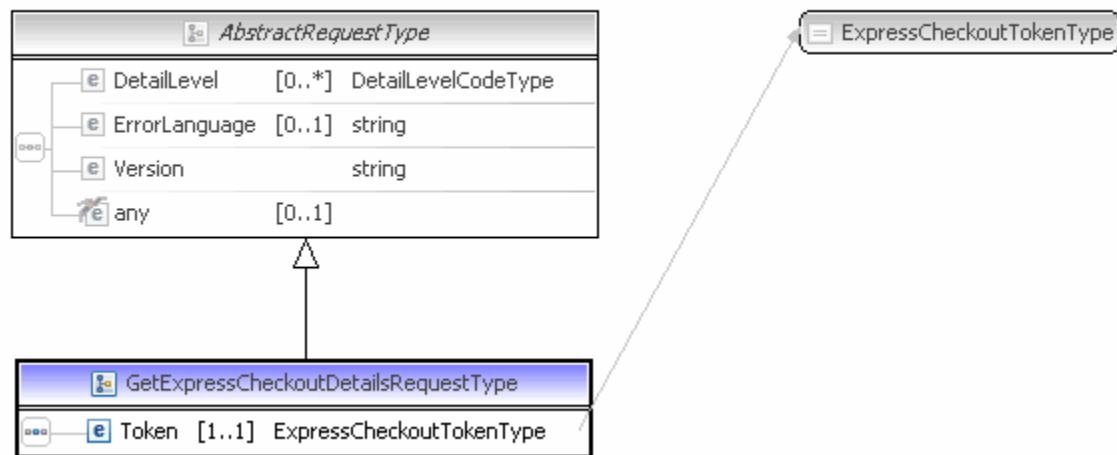 AbstractRequestType
ExpressCheckoutTokenType
e DetailLevel [0..*] DetailLevelCodeType
e ErrorLanguage [0..1] string
e Version string
e any [0..1]
GetExpressCheckoutDetailsRequestType
e Token [1..1] ExpressCheckoutTokenType